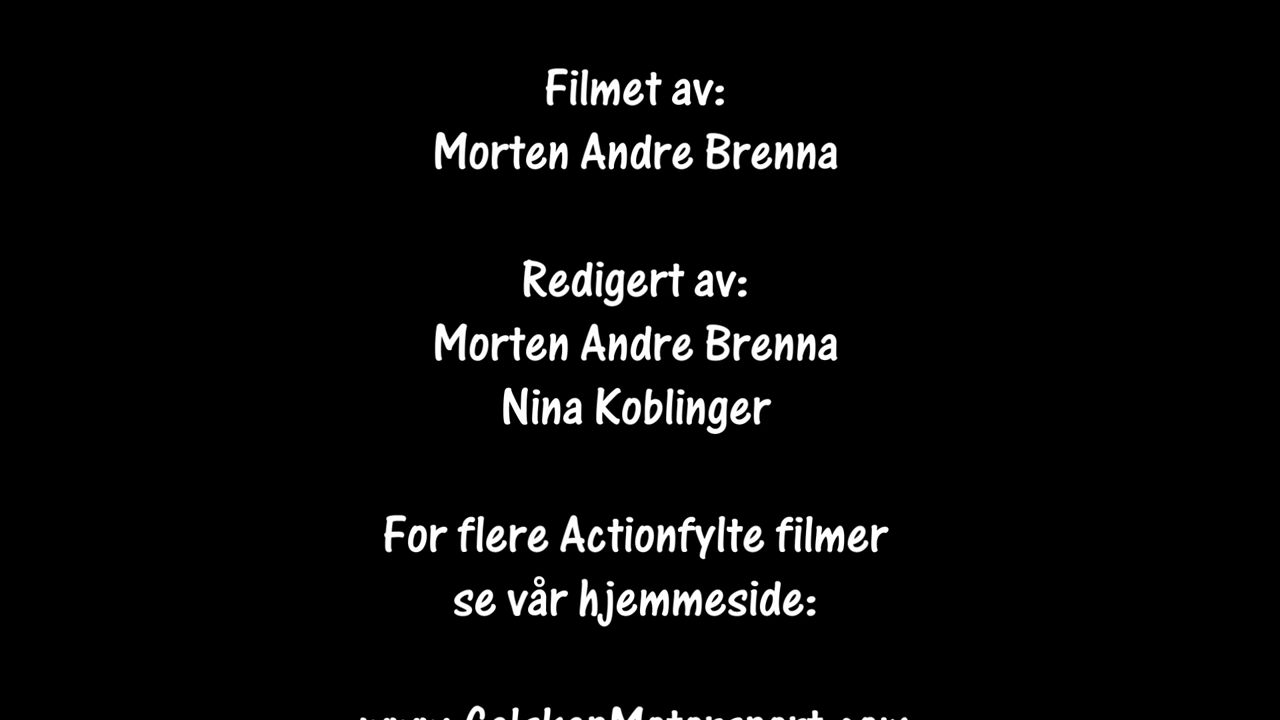 Filmet av:
Morten Andre Brenna
Redigert av:
Morten Andre Brenna
Nina Koblinger
For flere Actionfylte filmer
se vår hjemmeside: